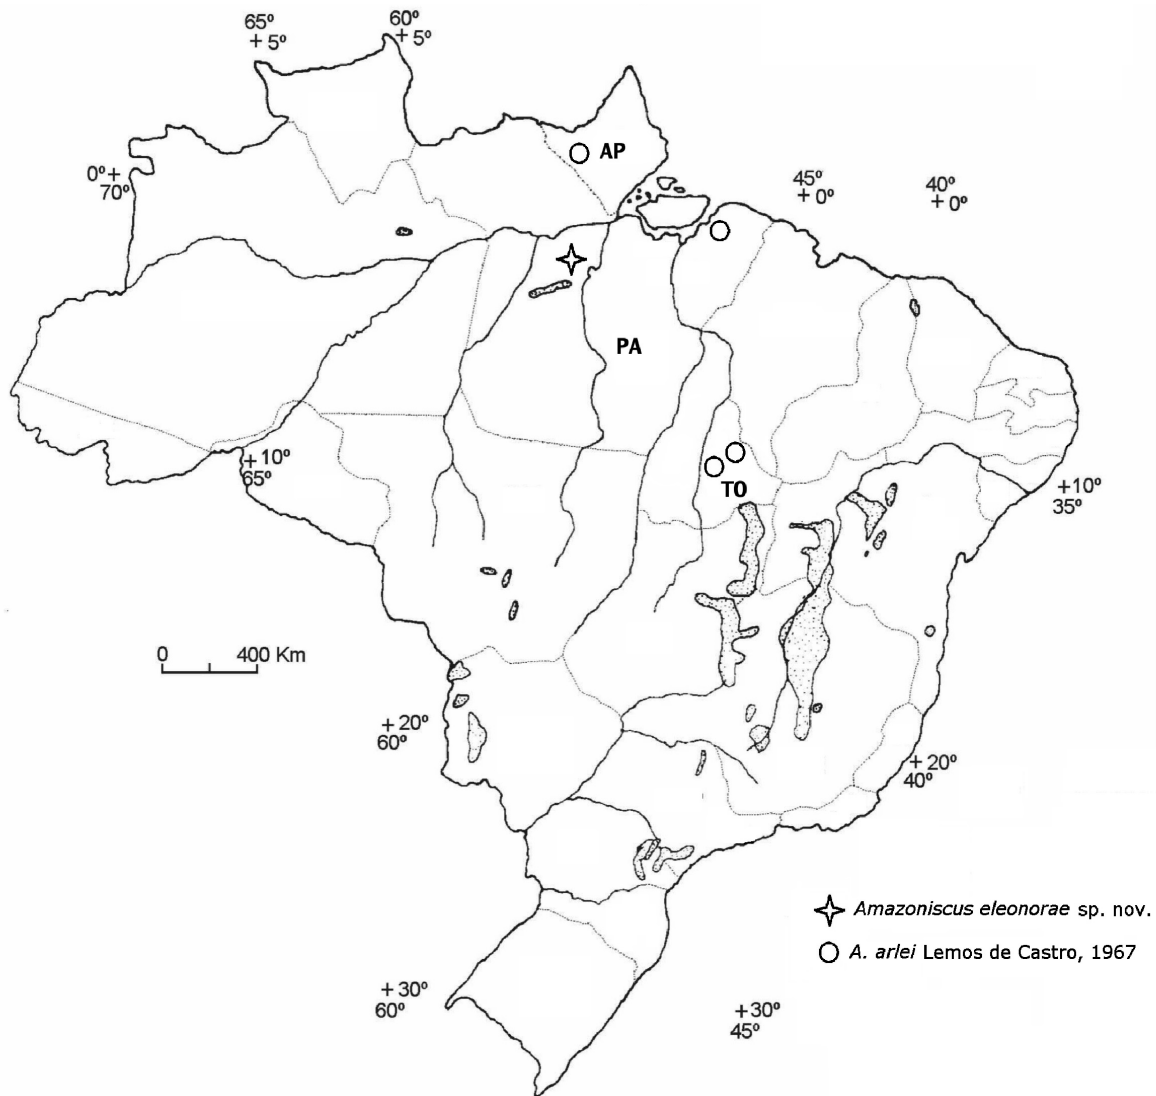 65º
+ 5º
60º
+ 5º
AP
0º +
70º
45º
+ 0º
40º
+ 0º
PA
+ 10º
65º
TO
+ 10º
35º
0 400 Km
+ 20º
60º
+ 20º
40º
Amazoniscus eleonorae sp. nov.
A. arlei Lemos de Castro, 1967
+ 30º
60º
+ 30º
45º